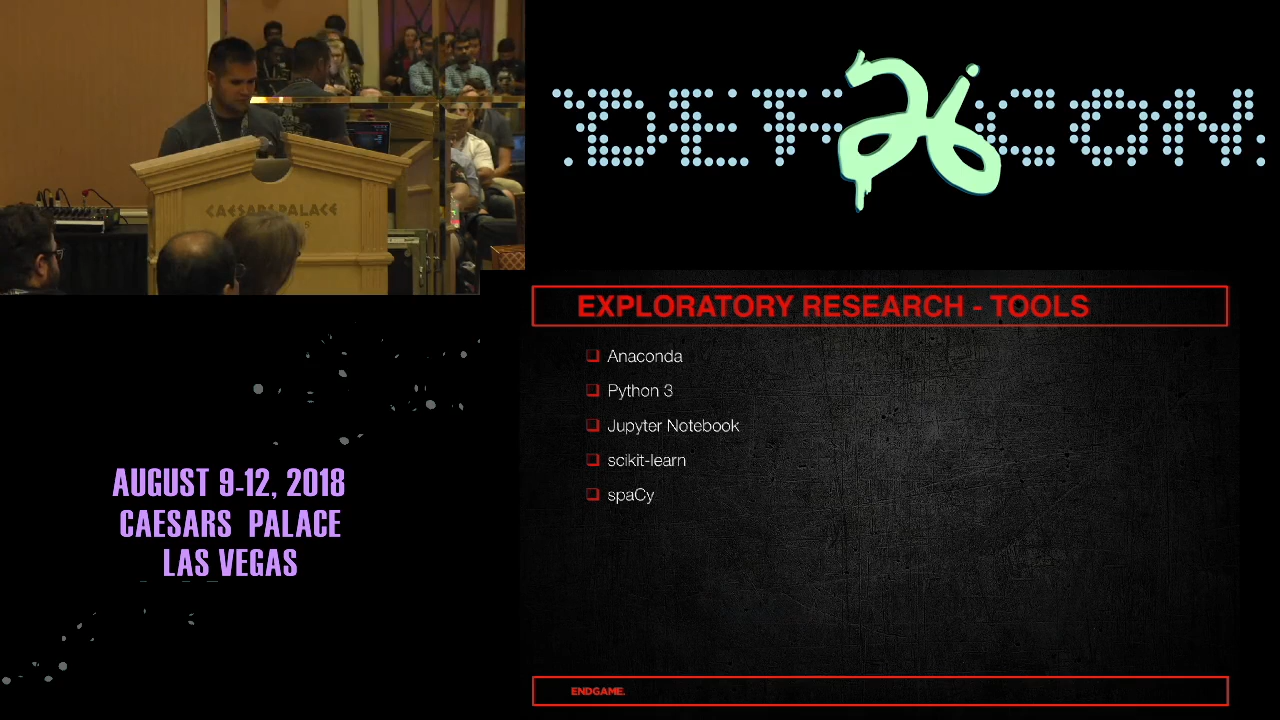 CAESARS PALACE
DEF 26 CON.
AUGUST 9-12, 2018
CAESARS PALACE
LAS VEGAS
EXPLORATORY RESEARCH - TOOLS
Anaconda
Python 3
Jupyter Notebook
scikit-learn
spaCy
ENDGAME.